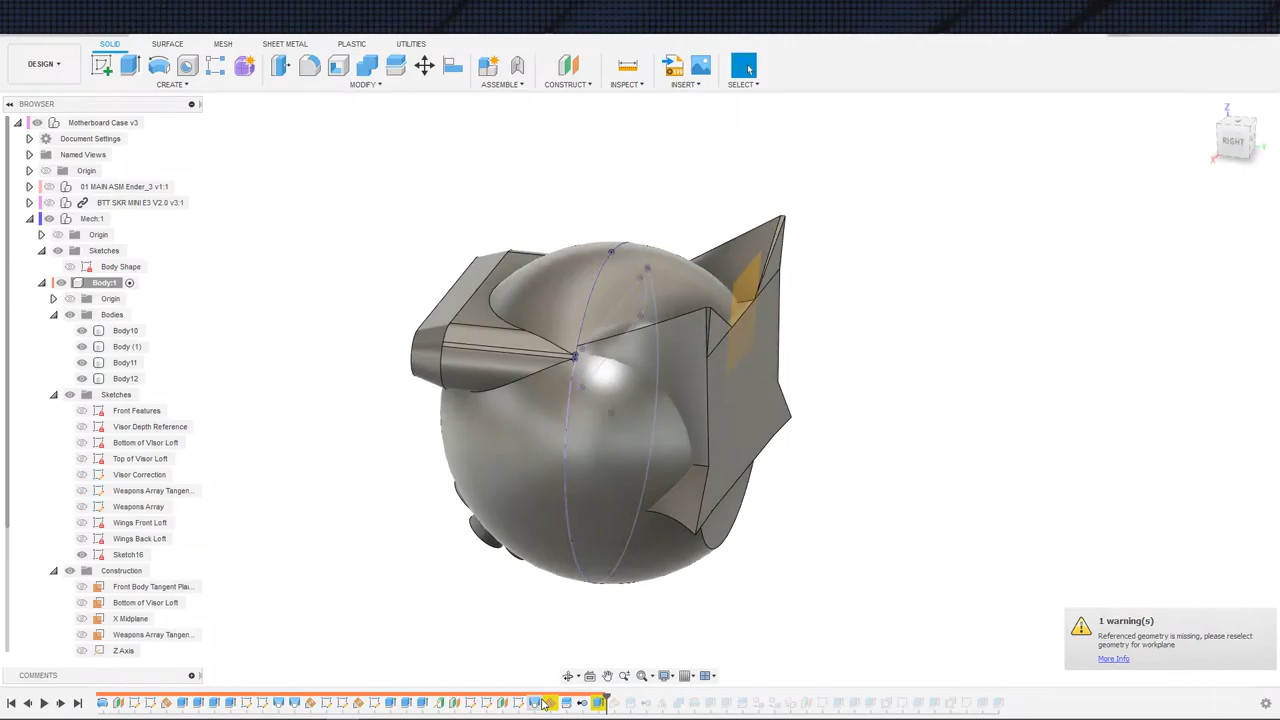 SOLID SURFACE MESH SHEET METAL PLASTIC UTILITIES
DESIGN
CREATE MODIFY ASSEMBLE CONSTRUCT INSPECT INSERT SELECT
BROWSER
Motherboard Case v3
Document Settings
Named Views
Origin
01 MAIN ASM Ender_3 v1:1
BTT SKR MINI E3 V2.0 v3:1
Mech:1
Origin
Sketches
Body Shape
Body:1
Origin
Bodies
Body10
Body (1)
Body11
Body12
Sketches
Front Features
Visor Depth Reference
Bottom of Visor Loft
Top of Visor Loft
Visor Correction
Weapons Array Tangen...
Weapons Array
Wings Front Loft
Wings Back Loft
Sketch16
Construction
Front Body Tangent Plai...
Bottom of Visor Loft
X Midplane
Weapons Array Tangen...
Z Axis
COMMENTS
Z
RIGHT
X
Y
1 warning(s)
Referenced geometry is missing, please reselect
geometry for workplane
More Info